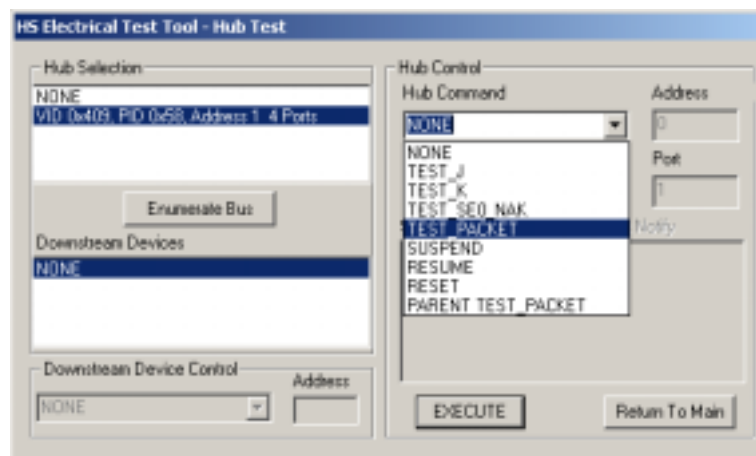 HS Electrical Test Tool - Hub Test
Hub Selection
NONE
VID 0x409, PID 0x58, Address 1 4 Ports
Enumerate Bus
Downstream Devices
NONE
Downstream Device Control
NONE
Address
Hub Control
Hub Command
Address
NONE
0
NONE
TEST_J
TEST_K
TEST_SE0_NAK
TEST_PACKET
SUSPEND
RESUME
RESET
PARENT TEST_PACKET
Port
1
Notify
EXECUTE
Return To Main